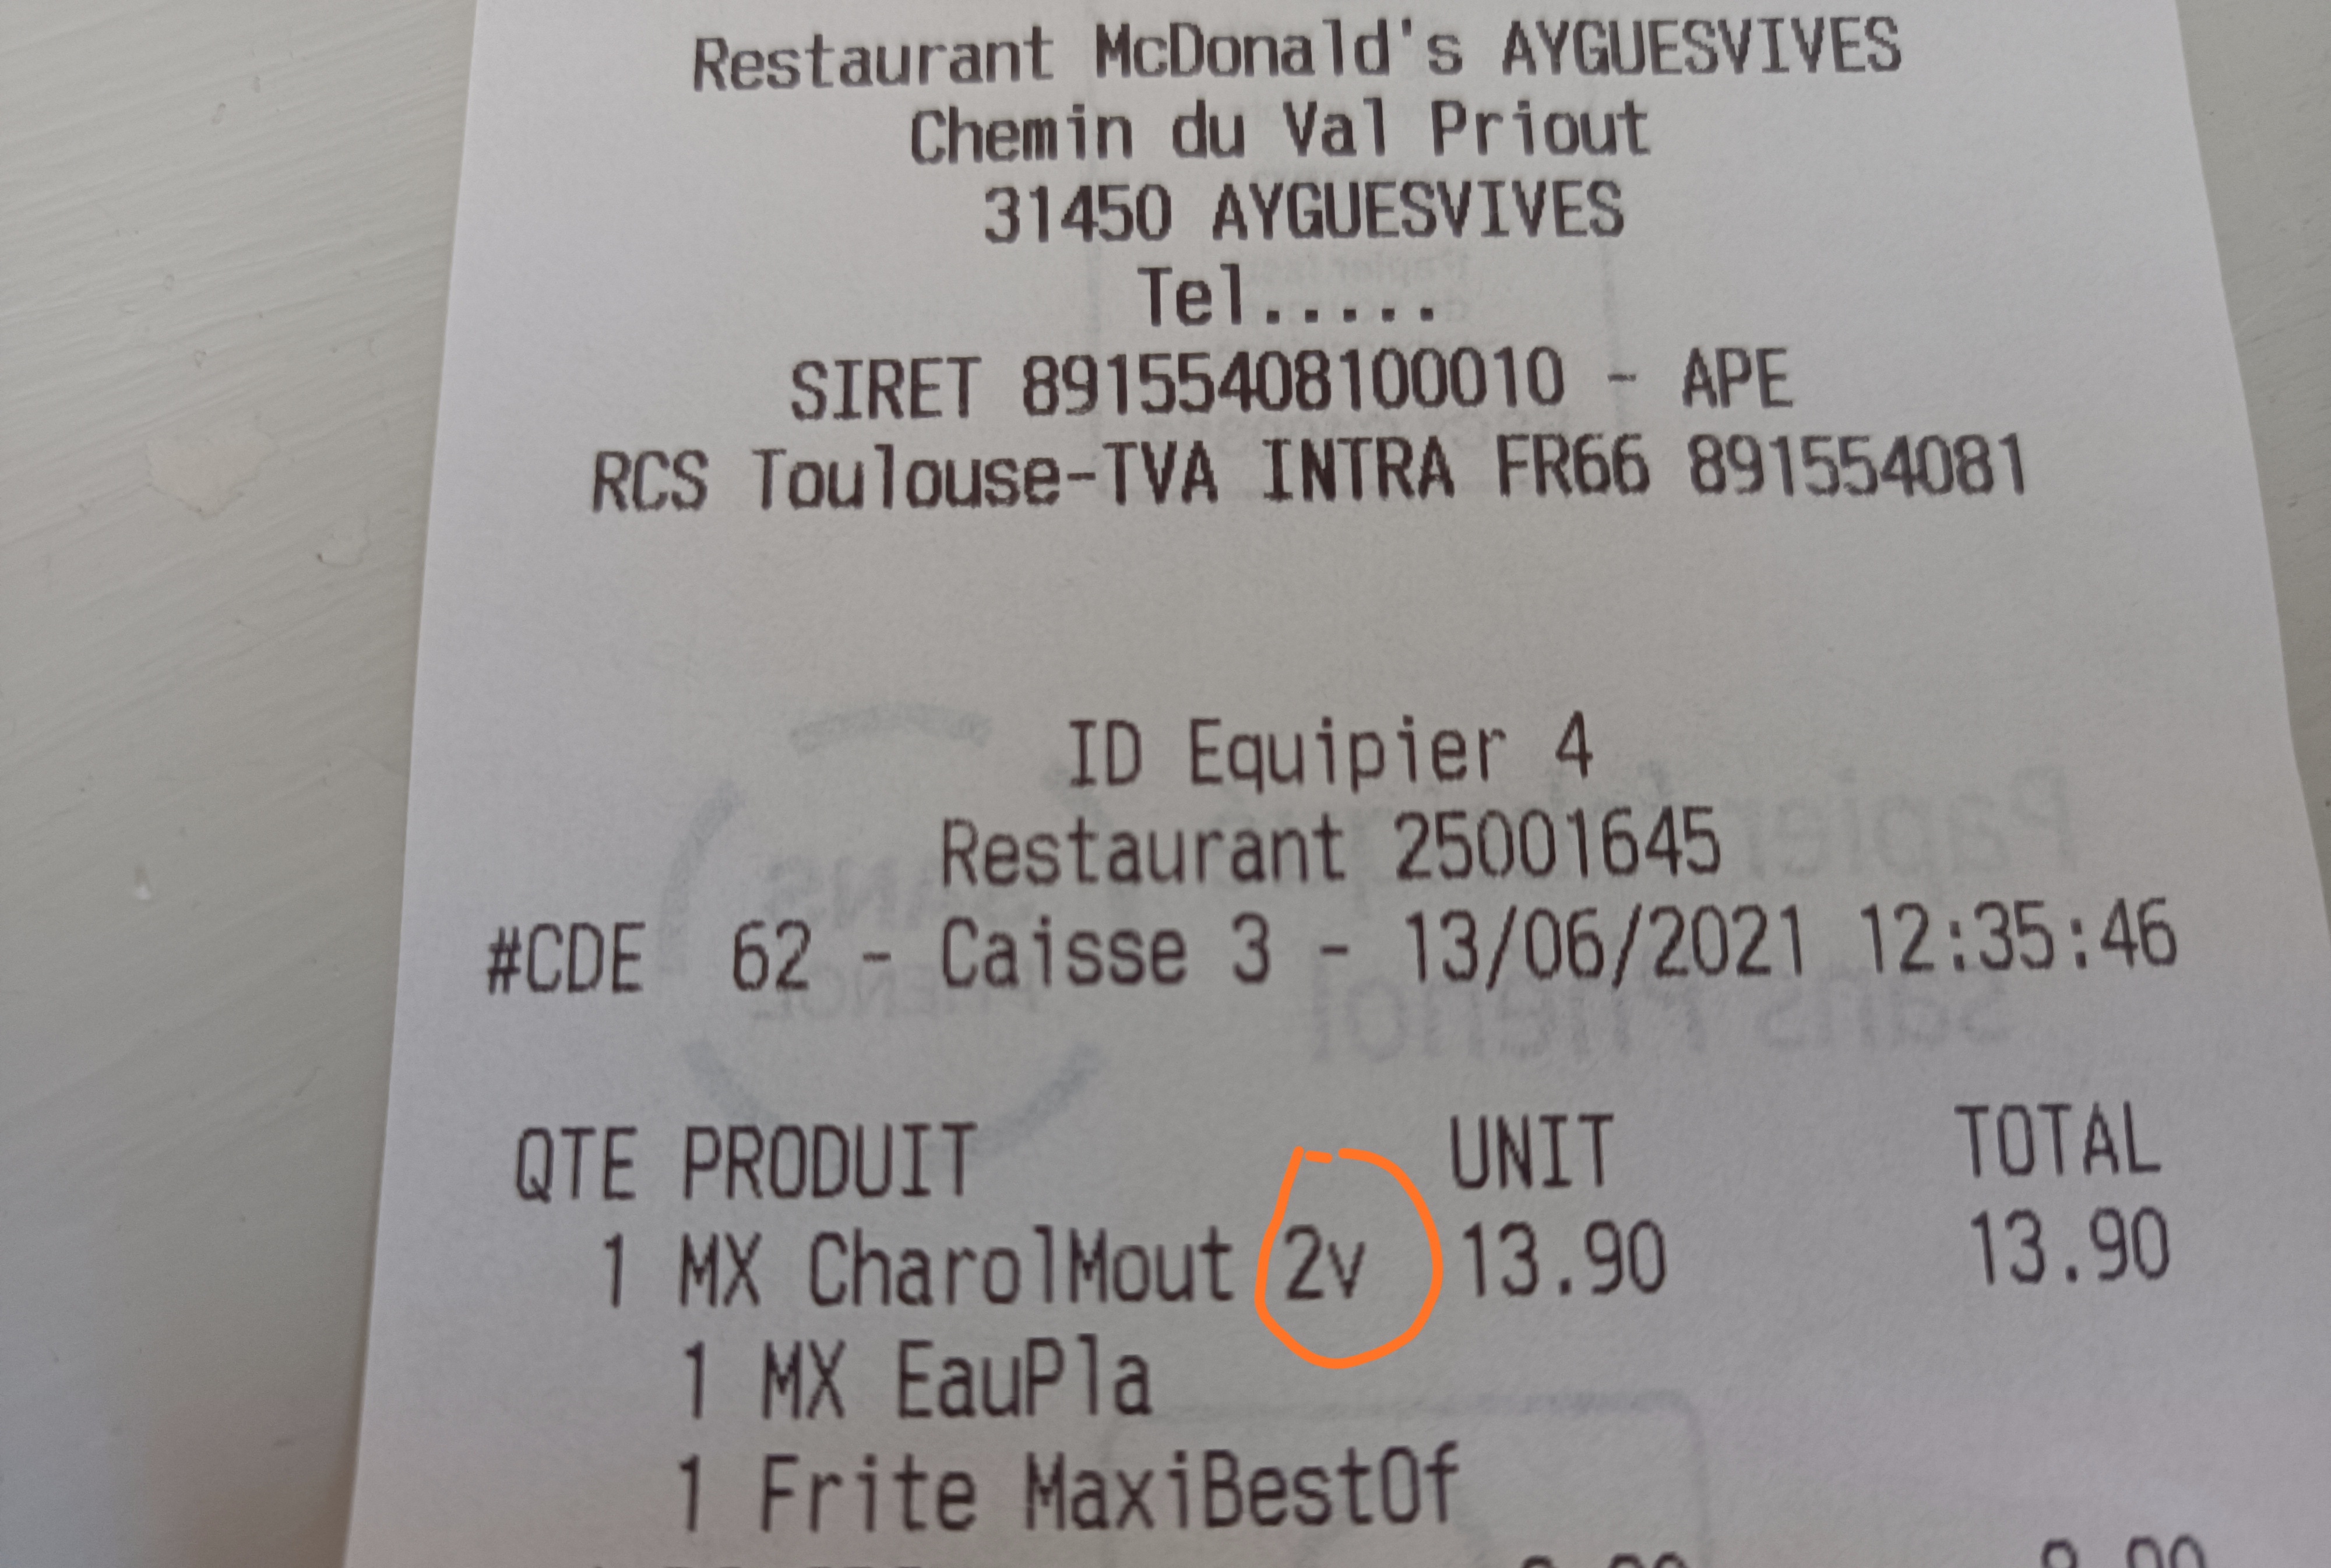 Restaurant McDonald's AYGUESVIVES
Chemin du Val Priout
31450 AYGUESVIVES
Tel.....
SIRET 89155408100010 - APE
RCS Toulouse-TVA INTRA FR66 891554081
ID Equipier 4
Restaurant 25001645
#CDE 62 - Caisse 3 - 13/06/2021 12:35:46
QTE PRODUIT UNIT TOTAL
1 MX CharolMout 2v 13.90 13.90
1 MX EauPla
1 Frite MaxiBestOf